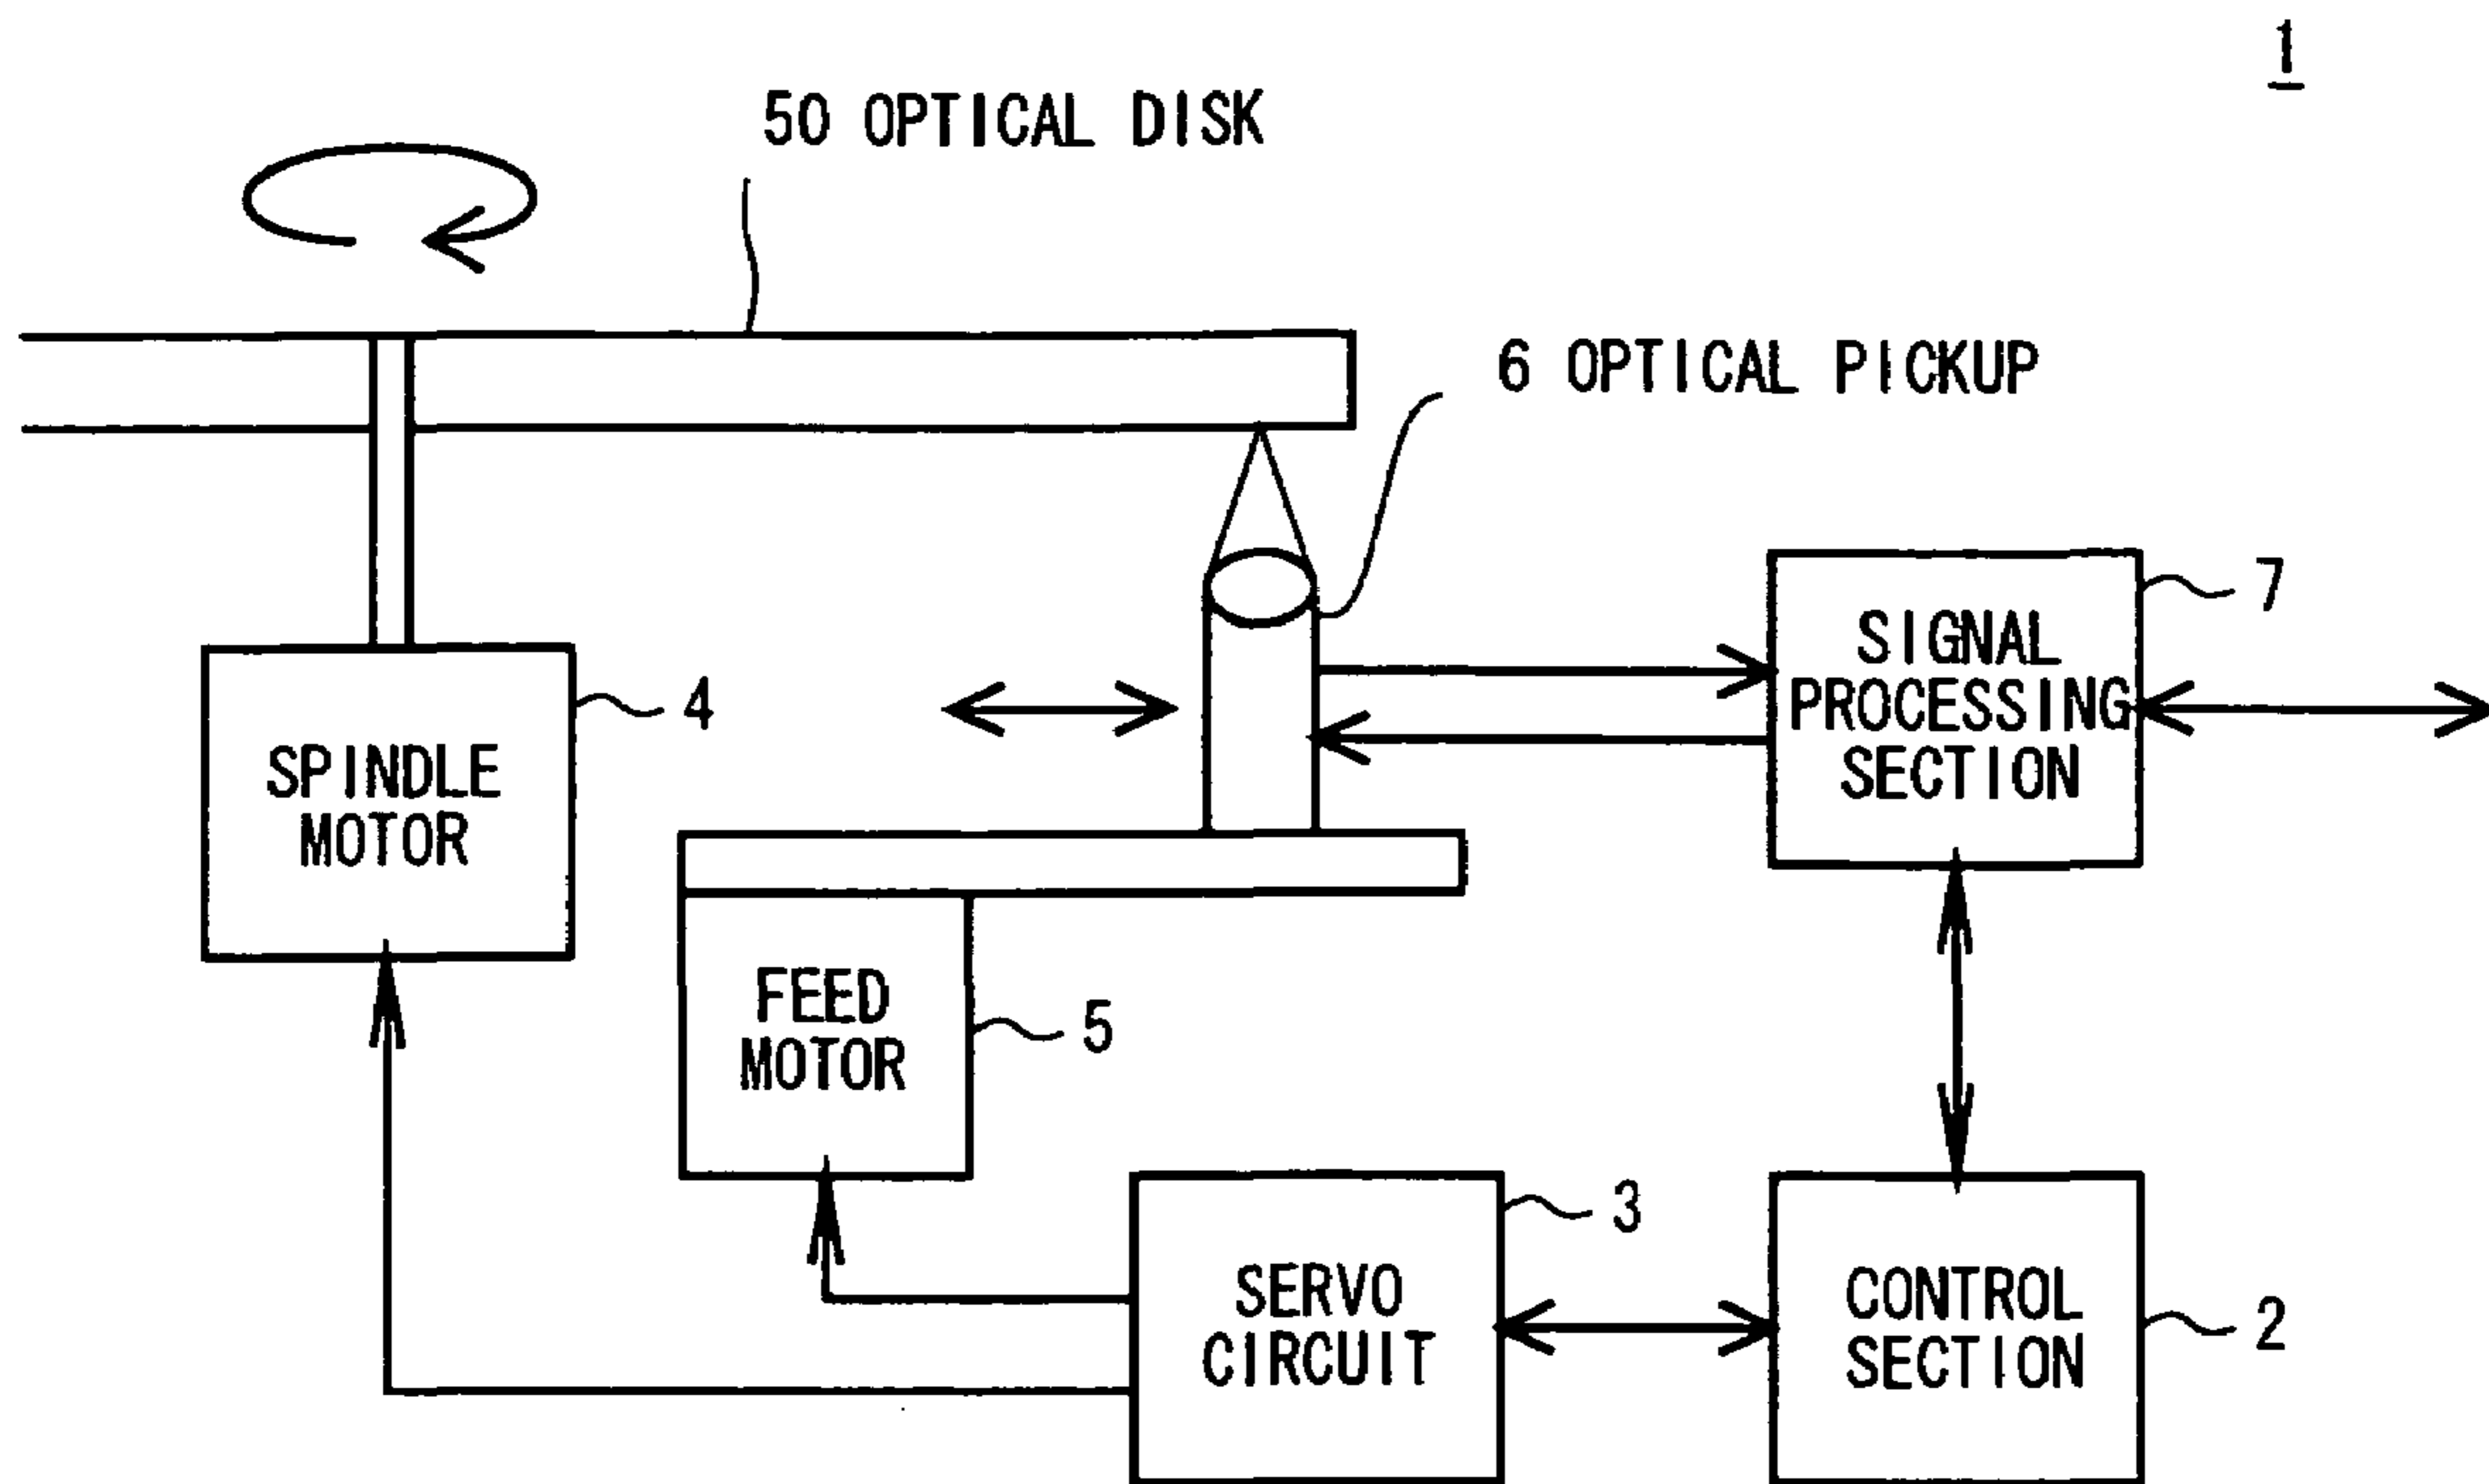 1
50 OPTICAL DISK
6 OPTICAL PICKUP
7
SIGNAL
PROCESSING
SECTION
4
SPINDLE
MOTOR
FEED
MOTOR
5
3
SERVO
CIRCUIT
CONTROL
SECTION
2